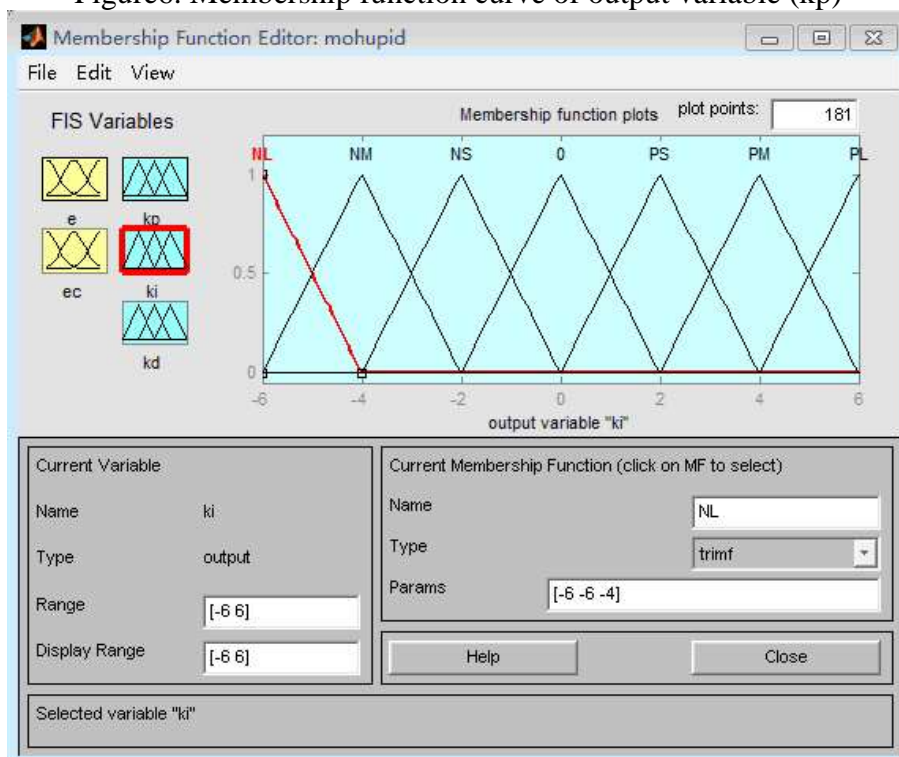 Figure6. Membership function curve of output variable (kp)
Membership Function Editor: mohupid
File Edit View
FIS Variables
Membership function plots
plot points:
181
e
kp
ec
ki
kd
NL NM NS 0 PS PM PL
1
0.5
0
-6 -4 -2 0 2 4 6
output variable "ki"
Current Variable
Name ki
Type output
Range [-6 6]
Display Range [-6 6]
Current Membership Function (click on MF to select)
Name NL
Type trimf
Params [-6 -6 -4]
Help Close
Selected variable "ki"